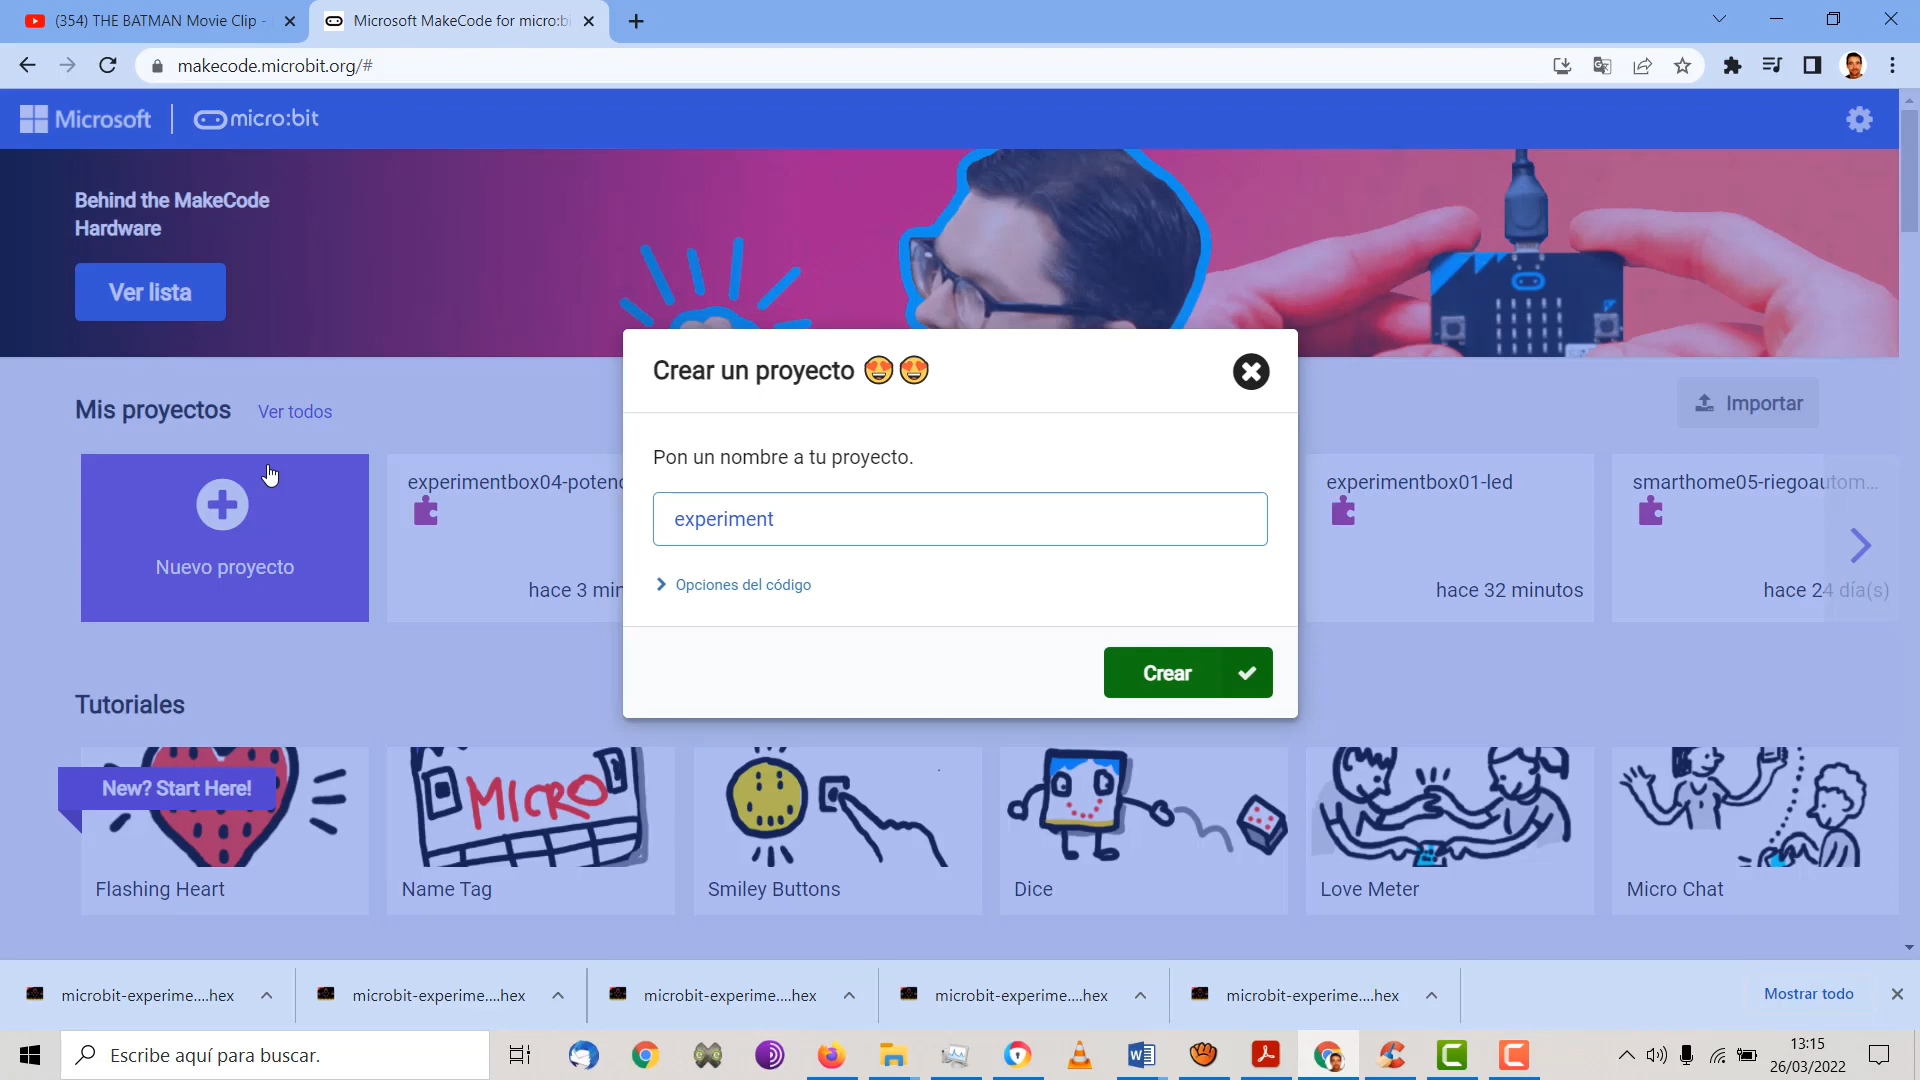 (354) THE BATMAN Movie Clip -
Microsoft MakeCode for micro:bi
makecode.microbit.org/#
Microsoft
micro:bit
Behind the MakeCode
Hardware
Ver lista
Crear un proyecto
Pon un nombre a tu proyecto.
experiment
Opciones del código
Crear
Mis proyectos
Ver todos
Importar
Nuevo proyecto
experimentbox04-potenc
hace 3 min
experimentbox01-led
hace 32 minutos
smarthome05-riegoautom...
hace 24 día(s)
Tutoriales
New? Start Here!
MICRO
Flashing Heart
Name Tag
Smiley Buttons
Dice
Love Meter
Micro Chat
microbit-experime....hex
microbit-experime....hex
microbit-experime....hex
microbit-experime....hex
microbit-experime....hex
Mostrar todo
Escribe aquí para buscar.
13:15
26/03/2022